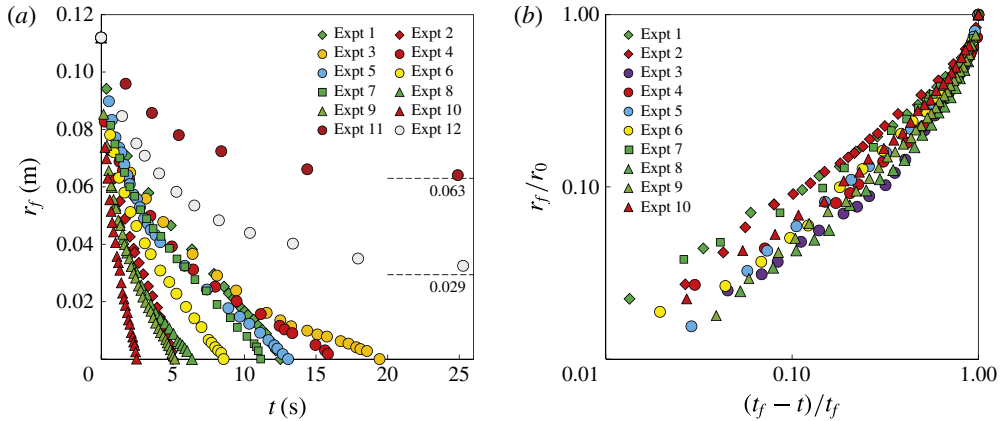 (a)
0.12
0.10
0.08
0.06
0.04
0.02
0
r_f (m)
Expt 1
Expt 2
Expt 3
Expt 4
Expt 5
Expt 6
Expt 7
Expt 8
Expt 9
Expt 10
Expt 11
Expt 12
0.063
0.029
0 5 10 15 20 25
t (s)
(b)
1.00
0.10
r_f/r_0
Expt 1
Expt 2
Expt 3
Expt 4
Expt 5
Expt 6
Expt 7
Expt 8
Expt 9
Expt 10
0.01 0.10 1.00
(t_f − t)/t_f